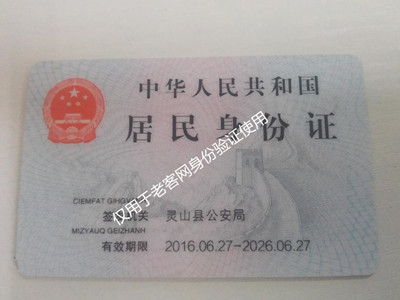 中华人民共和国
居民身份证
仅用于老客网身份验证使用
CIEMFAT GIHG
签 机关 灵山县公安局
MIZYAUQ GEIZHANH
有效期限 2016.06.27-2026.06.27